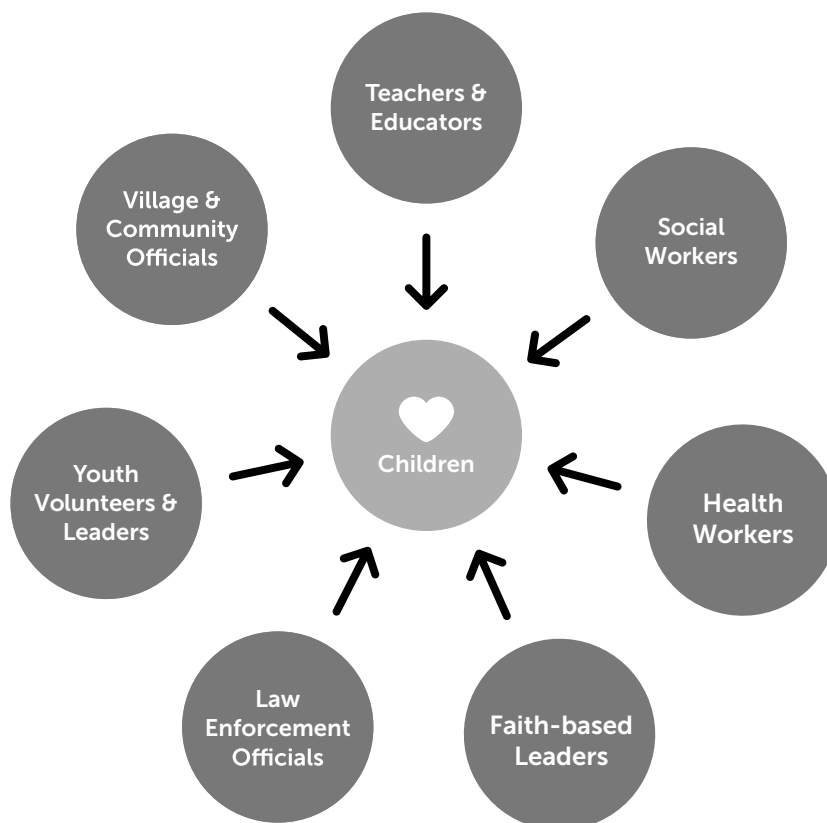 Teachers &
Educators
Social
Workers
Health
Workers
Faith-based
Leaders
Law
Enforcement
Officials
Youth
Volunteers &
Leaders
Village &
Community
Officials
Children